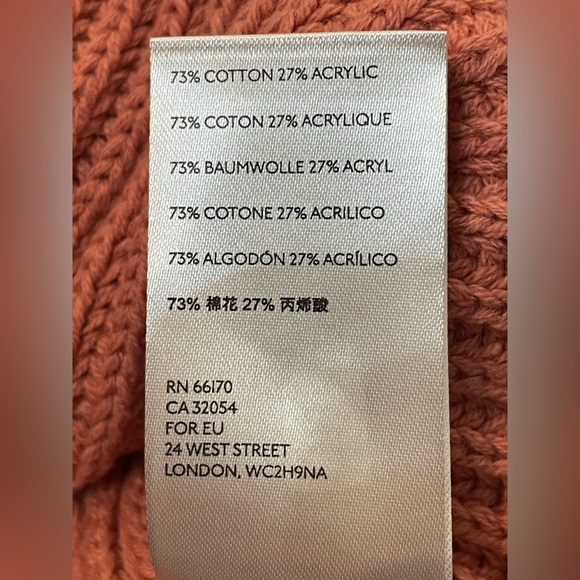 73% COTTON 27% ACRYLIC
73% COTON 27% ACRYLIQUE
73% BAUMWOLLE 27% ACRYL
73% COTONE 27% ACRILICO
73% ALGODÓN 27% ACRÍLICO
73% 棉花 27% 丙烯酸
RN 66170
CA 32054
FOR EU
24 WEST STREET
LONDON, WC2H9NA